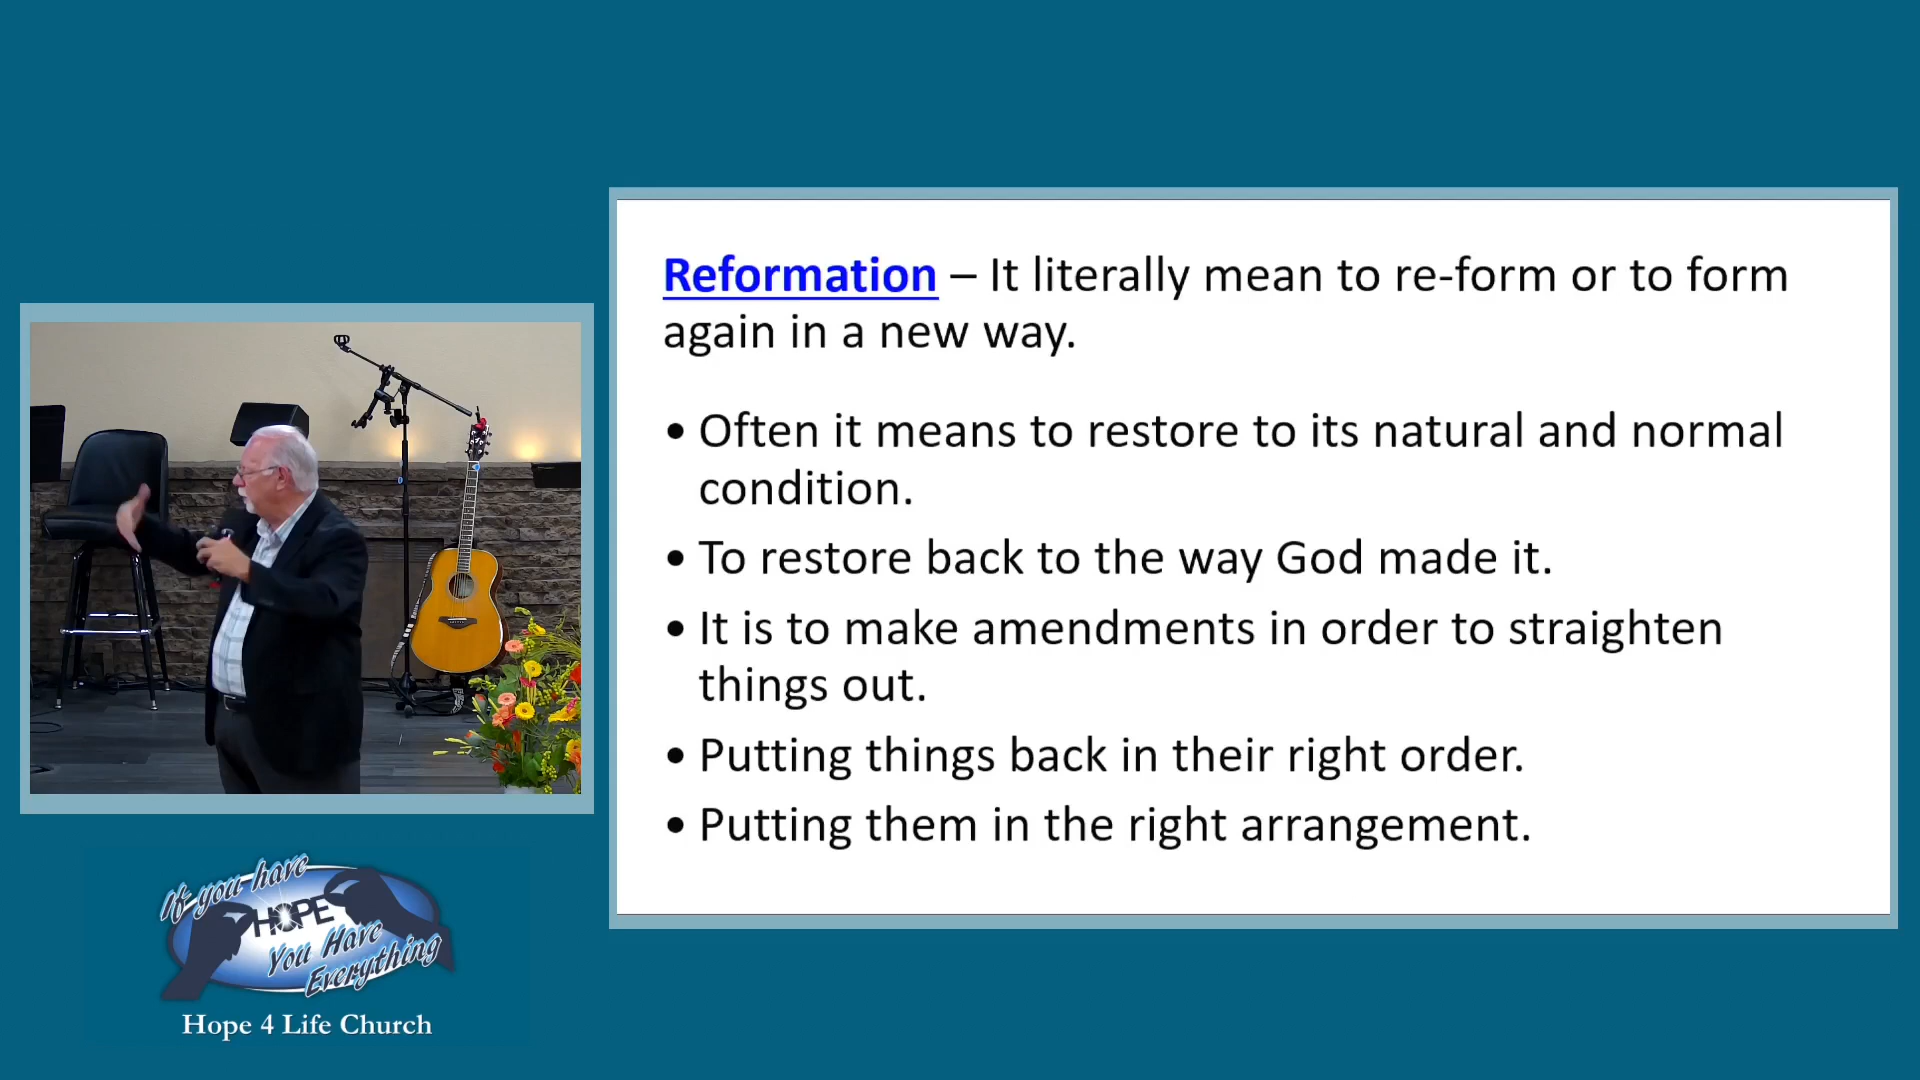 Reformation – It literally mean to re-form or to form
again in a new way.
• Often it means to restore to its natural and normal
condition.
• To restore back to the way God made it.
• It is to make amendments in order to straighten
things out.
• Putting things back in their right order.
• Putting them in the right arrangement.
If you have
HOPE
You Have
Everything
Hope 4 Life Church